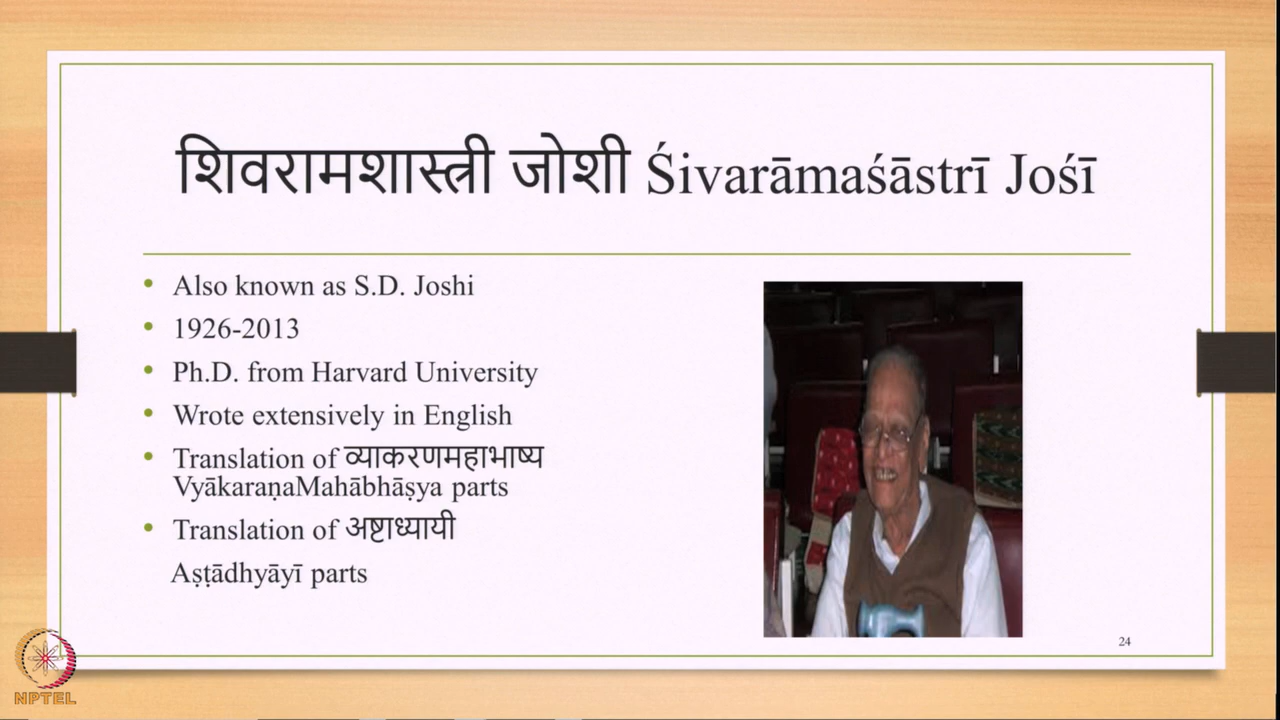 शिवरामशास्त्री जोशी Śivarāmaśāstrī Jośī
• Also known as S.D. Joshi
• 1926-2013
• Ph.D. from Harvard University
• Wrote extensively in English
• Translation of व्याकरणमहाभाष्य
VyākaraṇaMahābhāṣya parts
• Translation of अष्टाध्यायी
Aṣṭādhyāyī parts
24
NPTEL